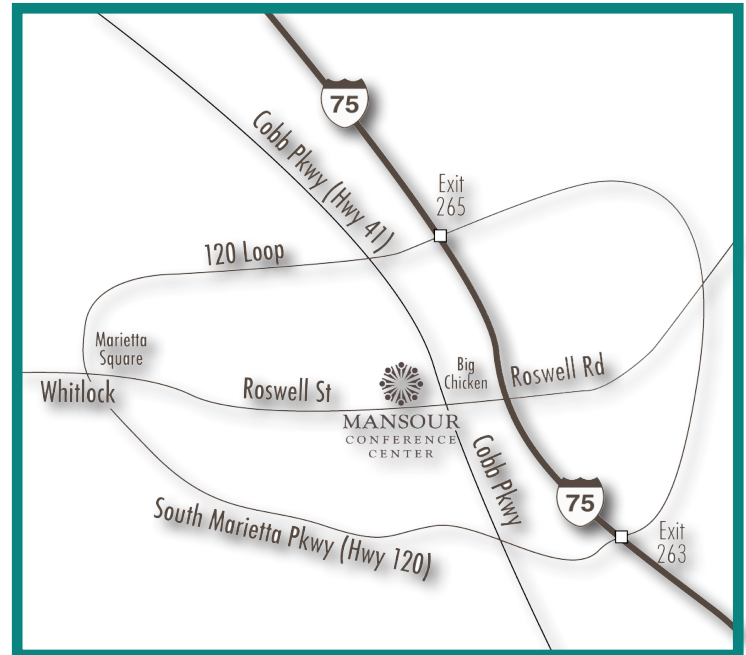 75
Cobb Pkwy (Hwy 41)
Exit
265
120 Loop
Marietta
Square
Big
Chicken
Roswell Rd
Whitlock
Roswell St
MANSOUR
CONFERENCE
CENTER
Cobb Pkwy
75
South Marietta Pkwy (Hwy 120)
Exit
263